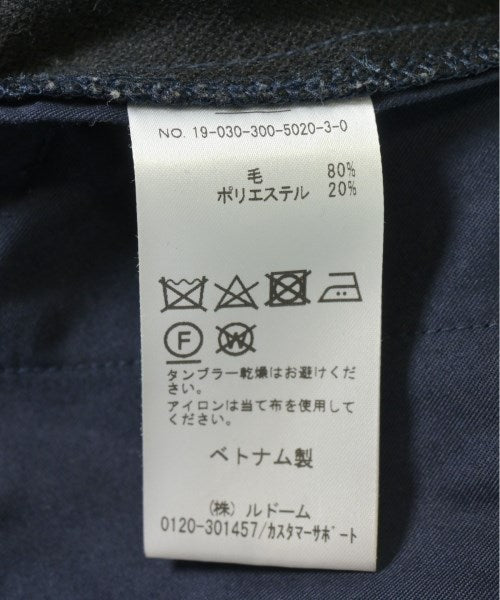 NO. 19-030-300-5020-3-0
毛 80%
ポリエステル 20%
F W
タンブラー乾燥はお避けくだ
さい。
アイロンは当て布を使用して
ください。
ベトナム製
(株) ルドーム
0120-301457/カスタマーサポート